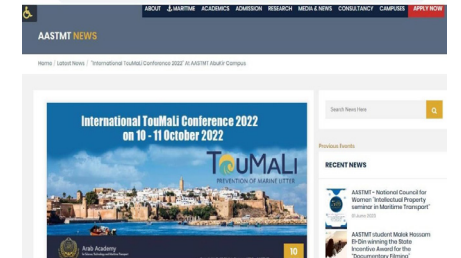 ABOUT MARITIME ACADEMICS ADMISSION RESEARCH MEDIA & NEWS CONSULTANCY CAMPUSES APPLY NOW
AASTMT NEWS
Home / Latest News / "International TouMaLi Conference 2022" At AASTMT AbuKir Campus
International TouMaLi Conference 2022
on 10 - 11 October 2022
TOUMALI
PREVENTION OF MARINE LITTER
Arab Academy
10
Search News Here
Previous Events
RECENT NEWS
AASTMT - National Council for
Women "Intellectual Property
seminar in Maritime Transport"
AASTMT student Malek Hossam
El-Din winning the State
Incentive Award for the
"Documentary Filming"